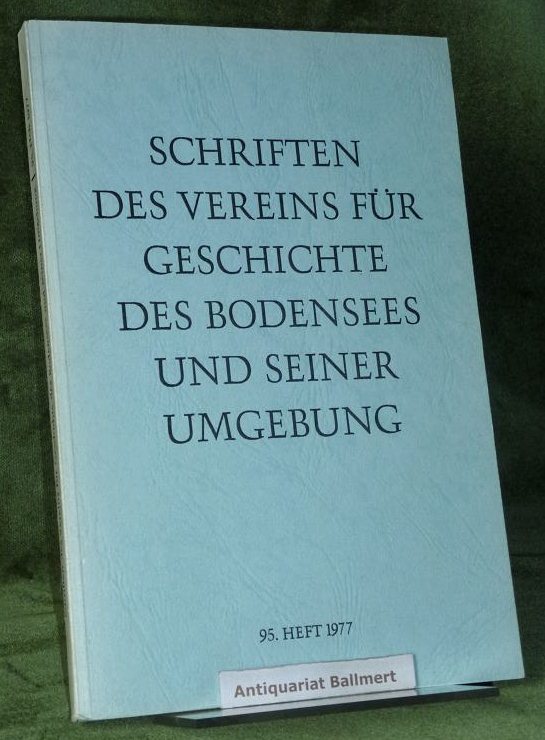 SCHRIFTEN
DES VEREINS FÜR
GESCHICHTE
DES BODENSEES
UND SEINER
UMGEBUNG
95. HEFT 1977
Antiquariat Ballmert